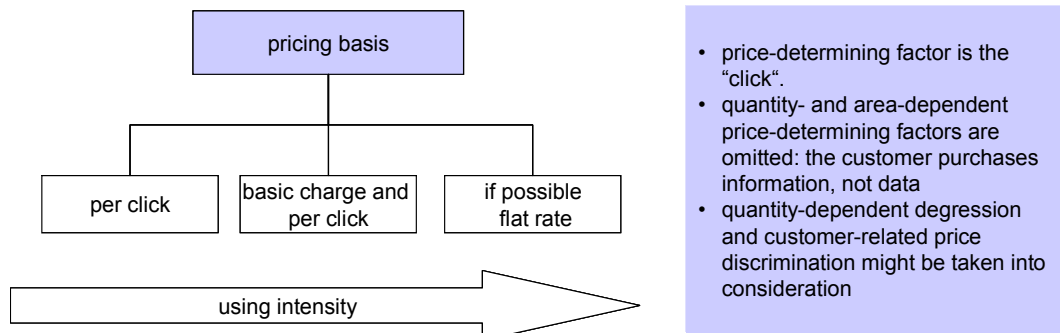 pricing basis
per click
basic charge and
per click
if possible
flat rate
using intensity
• price-determining factor is the
“click“.
• quantity- and area-dependent
price-determining factors are
omitted: the customer purchases
information, not data
• quantity-dependent degression
and customer-related price
discrimination might be taken into
consideration